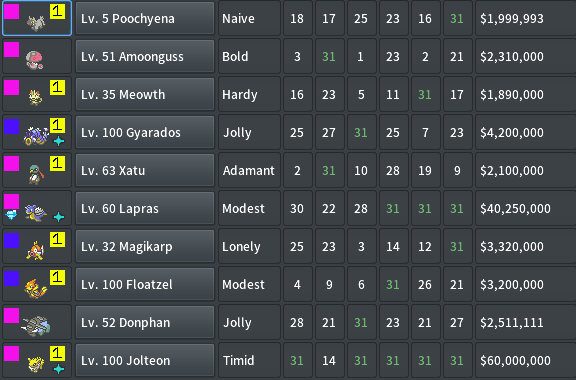 1 Lv. 5 Poochyena Naive 18 17 25 23 16 31 $1,999,993
Lv. 51 Amoonguss Bold 3 31 1 23 2 21 $2,310,000
1 Lv. 35 Meowth Hardy 16 23 5 11 31 17 $1,890,000
1 Lv. 100 Gyarados Jolly 25 27 31 25 7 23 $4,200,000
1 Lv. 63 Xatu Adamant 2 31 10 28 19 9 $2,100,000
Lv. 60 Lapras Modest 30 22 28 31 31 31 $40,250,000
1 Lv. 32 Magikarp Lonely 25 23 3 14 12 31 $3,320,000
1 Lv. 100 Floatzel Modest 4 9 6 31 26 21 $3,200,000
Lv. 52 Donphan Jolly 28 21 31 23 21 27 $2,511,111
1 Lv. 100 Jolteon Timid 31 14 31 31 31 31 $60,000,000